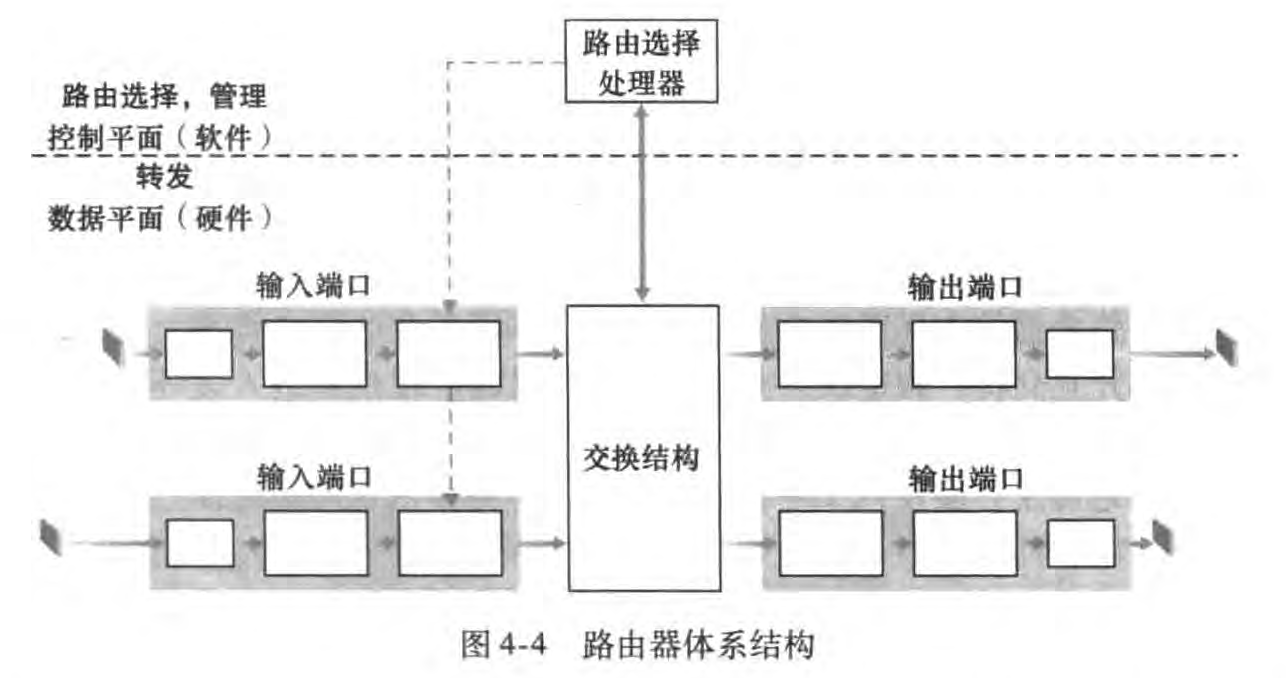 路由选择
处理器
路由选择，管理
控制平面（软件）
转发
数据平面（硬件）
输入端口
输出端口
交换结构
输入端口
输出端口
图 4-4 路由器体系结构